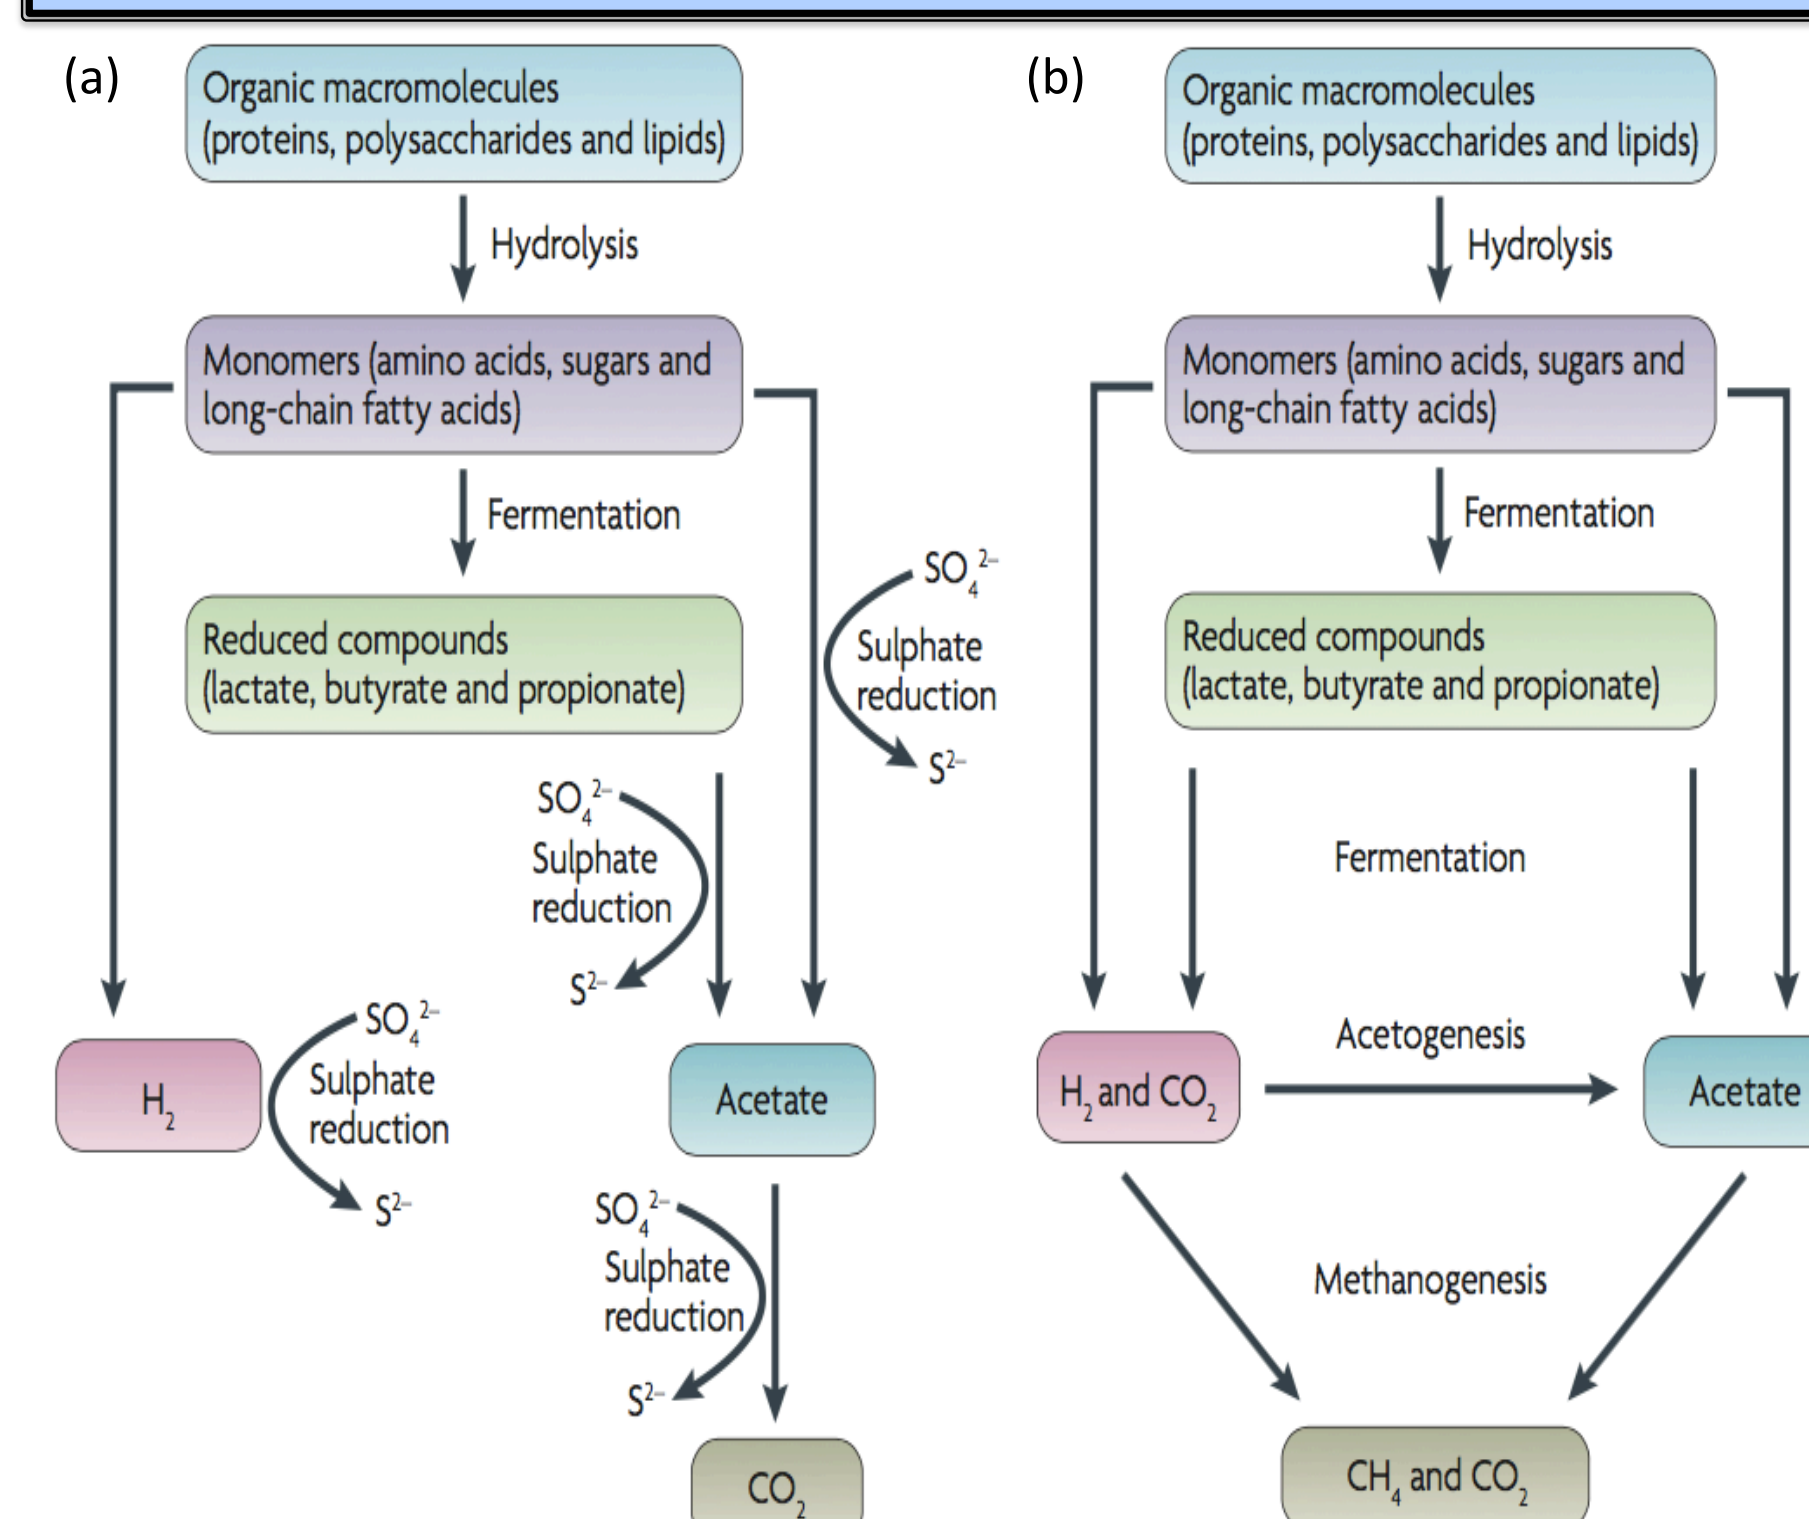 (a)
Organic macromolecules
(proteins, polysaccharides and lipids)
Hydrolysis
Monomers (amino acids, sugars and
long-chain fatty acids)
Fermentation
SO₄²⁻
Sulphate
reduction
S²⁻
Reduced compounds
(lactate, butyrate and propionate)
SO₄²⁻
Sulphate
reduction
S²⁻
H₂
SO₄²⁻
Sulphate
reduction
S²⁻
Acetate
SO₄²⁻
Sulphate
reduction
S²⁻
CO₂
(b)
Organic macromolecules
(proteins, polysaccharides and lipids)
Hydrolysis
Monomers (amino acids, sugars and
long-chain fatty acids)
Fermentation
Reduced compounds
(lactate, butyrate and propionate)
Fermentation
H₂ and CO₂
Acetogenesis
Acetate
Methanogenesis
CH₄ and CO₂